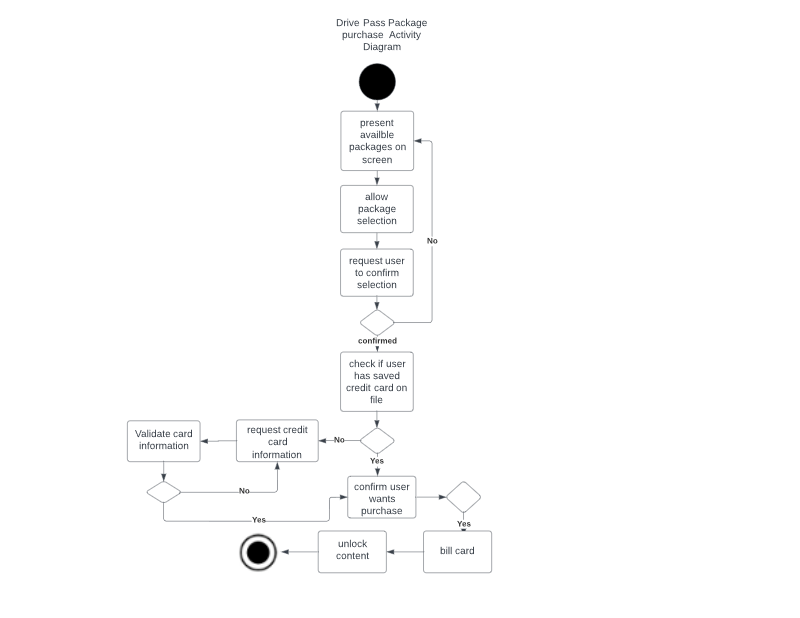 Drive Pass Package
purchase Activity
Diagram
present
availble
packages on
screen
allow
package
selection
No
request user
to confirm
selection
confirmed
check if user
has saved
credit card on
file
Validate card
information
request credit
card
information
No
Yes
confirm user
wants
purchase
No
Yes
Yes
unlock
content
bill card